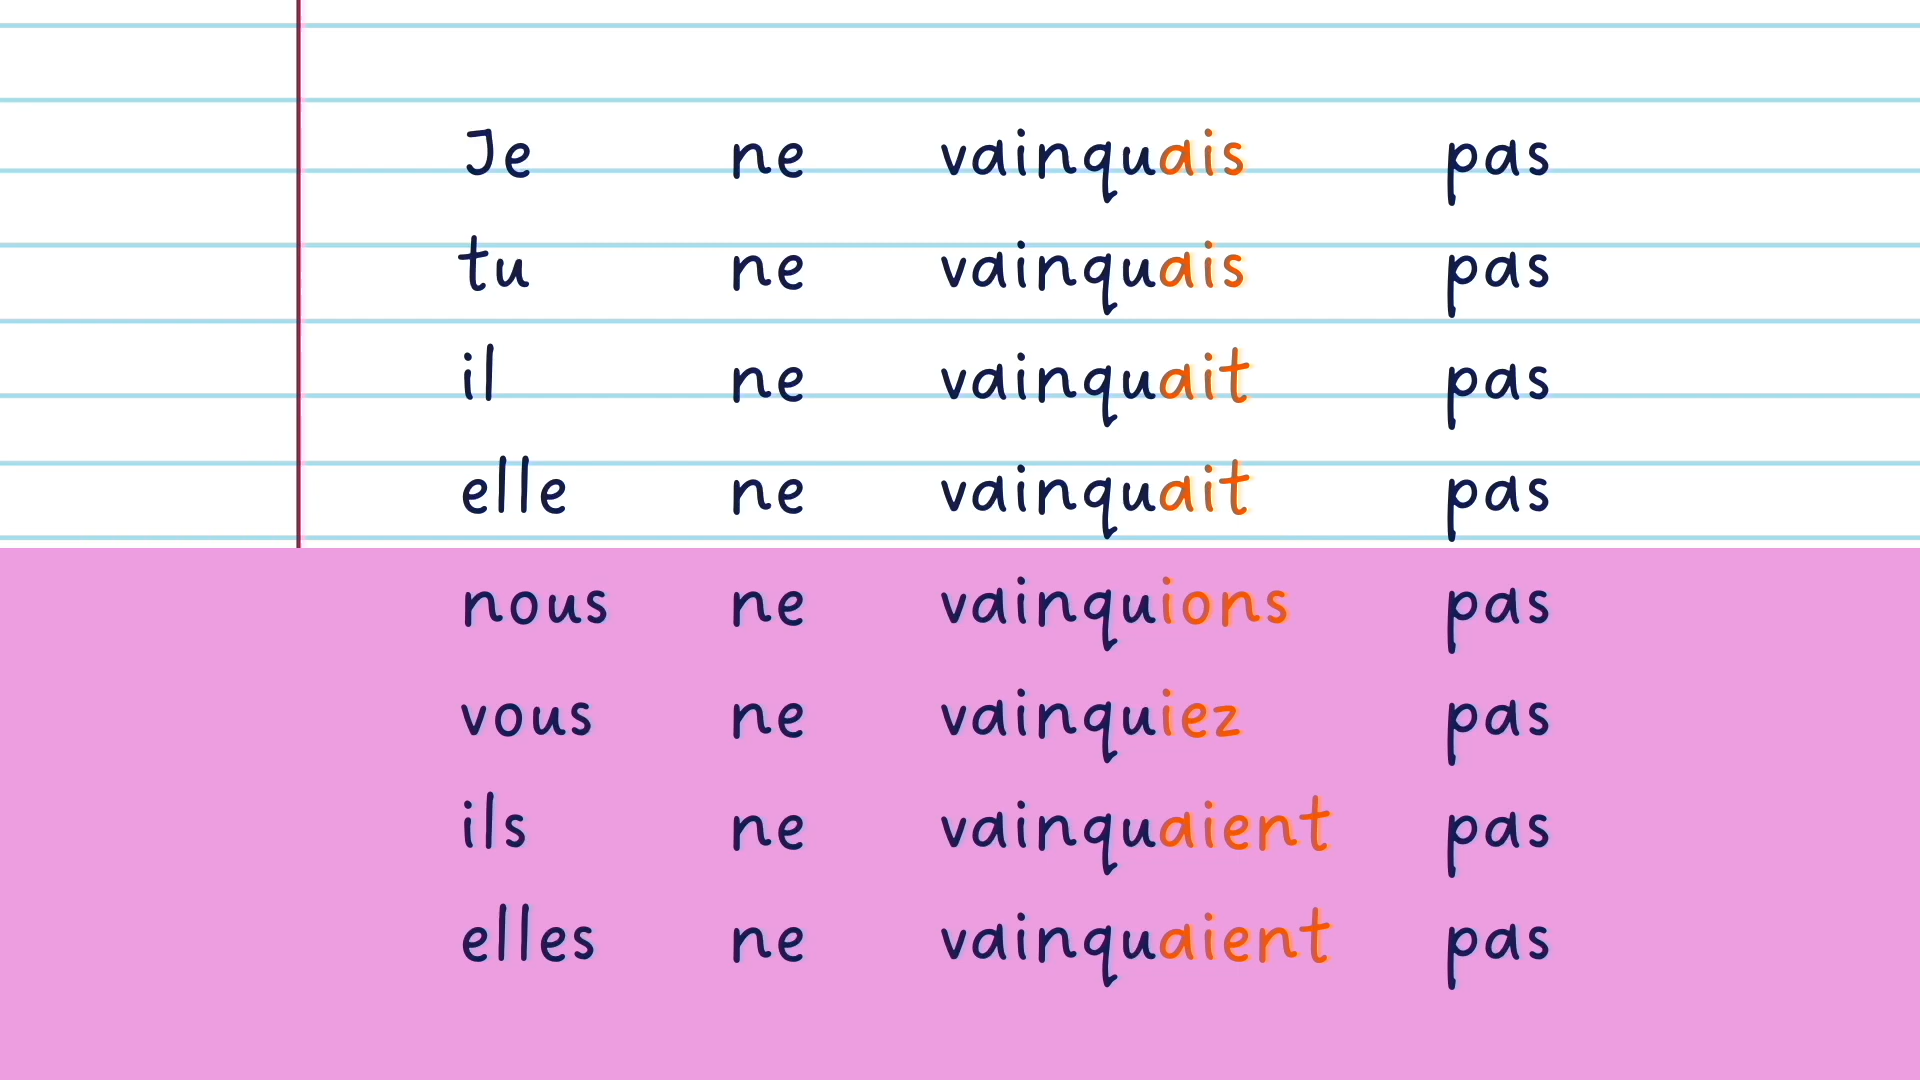 Je ne vainquais pas
tu ne vainquais pas
il ne vainquait pas
elle ne vainquait pas
nous ne vainquions pas
vous ne vainquiez pas
ils ne vainquaient pas
elles ne vainquaient pas